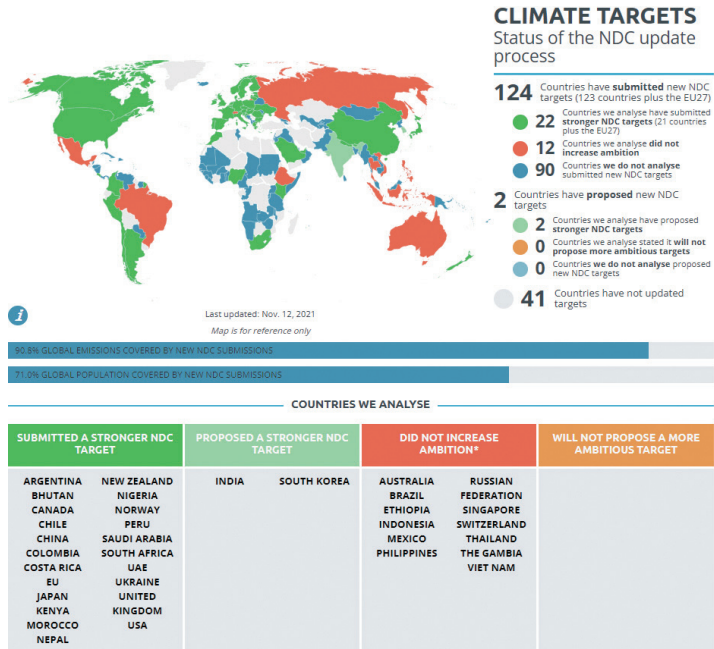 CLIMATE TARGETS
Status of the NDC update
process
124 Countries have submitted new NDC
targets (123 countries plus the EU27)
22 Countries we analyse have submitted
stronger NDC targets (21 countries
plus the EU27)
12 Countries we analyse did not
increase ambition
90 Countries we do not analyse
submitted new NDC targets
2 Countries have proposed new NDC
targets
2 Countries we analyse have proposed
stronger NDC targets
0 Countries we analyse stated it will not
propose more ambitious targets
0 Countries we do not analyse proposed
new NDC targets
41 Countries have not updated
targets
i
Last updated: Nov. 12, 2021
Map is for reference only
90.8% GLOBAL EMISSIONS COVERED BY NEW NDC SUBMISSIONS
71.0% GLOBAL POPULATION COVERED BY NEW NDC SUBMISSIONS
COUNTRIES WE ANALYSE
SUBMITTED A STRONGER NDC
TARGET
ARGENTINA
BHUTAN
CANADA
CHILE
CHINA
COLOMBIA
COSTA RICA
EU
JAPAN
KENYA
MOROCCO
NEPAL
NEW ZEALAND
NIGERIA
NORWAY
PERU
SAUDI ARABIA
SOUTH AFRICA
UAE
UKRAINE
UNITED
KINGDOM
USA
PROPOSED A STRONGER NDC
TARGET
INDIA
SOUTH KOREA
DID NOT INCREASE
AMBITION*
AUSTRALIA
BRAZIL
ETHIOPIA
INDONESIA
MEXICO
PHILIPPINES
RUSSIAN
FEDERATION
SINGAPORE
SWITZERLAND
THAILAND
THE GAMBIA
VIET NAM
WILL NOT PROPOSE A MORE
AMBITIOUS TARGET